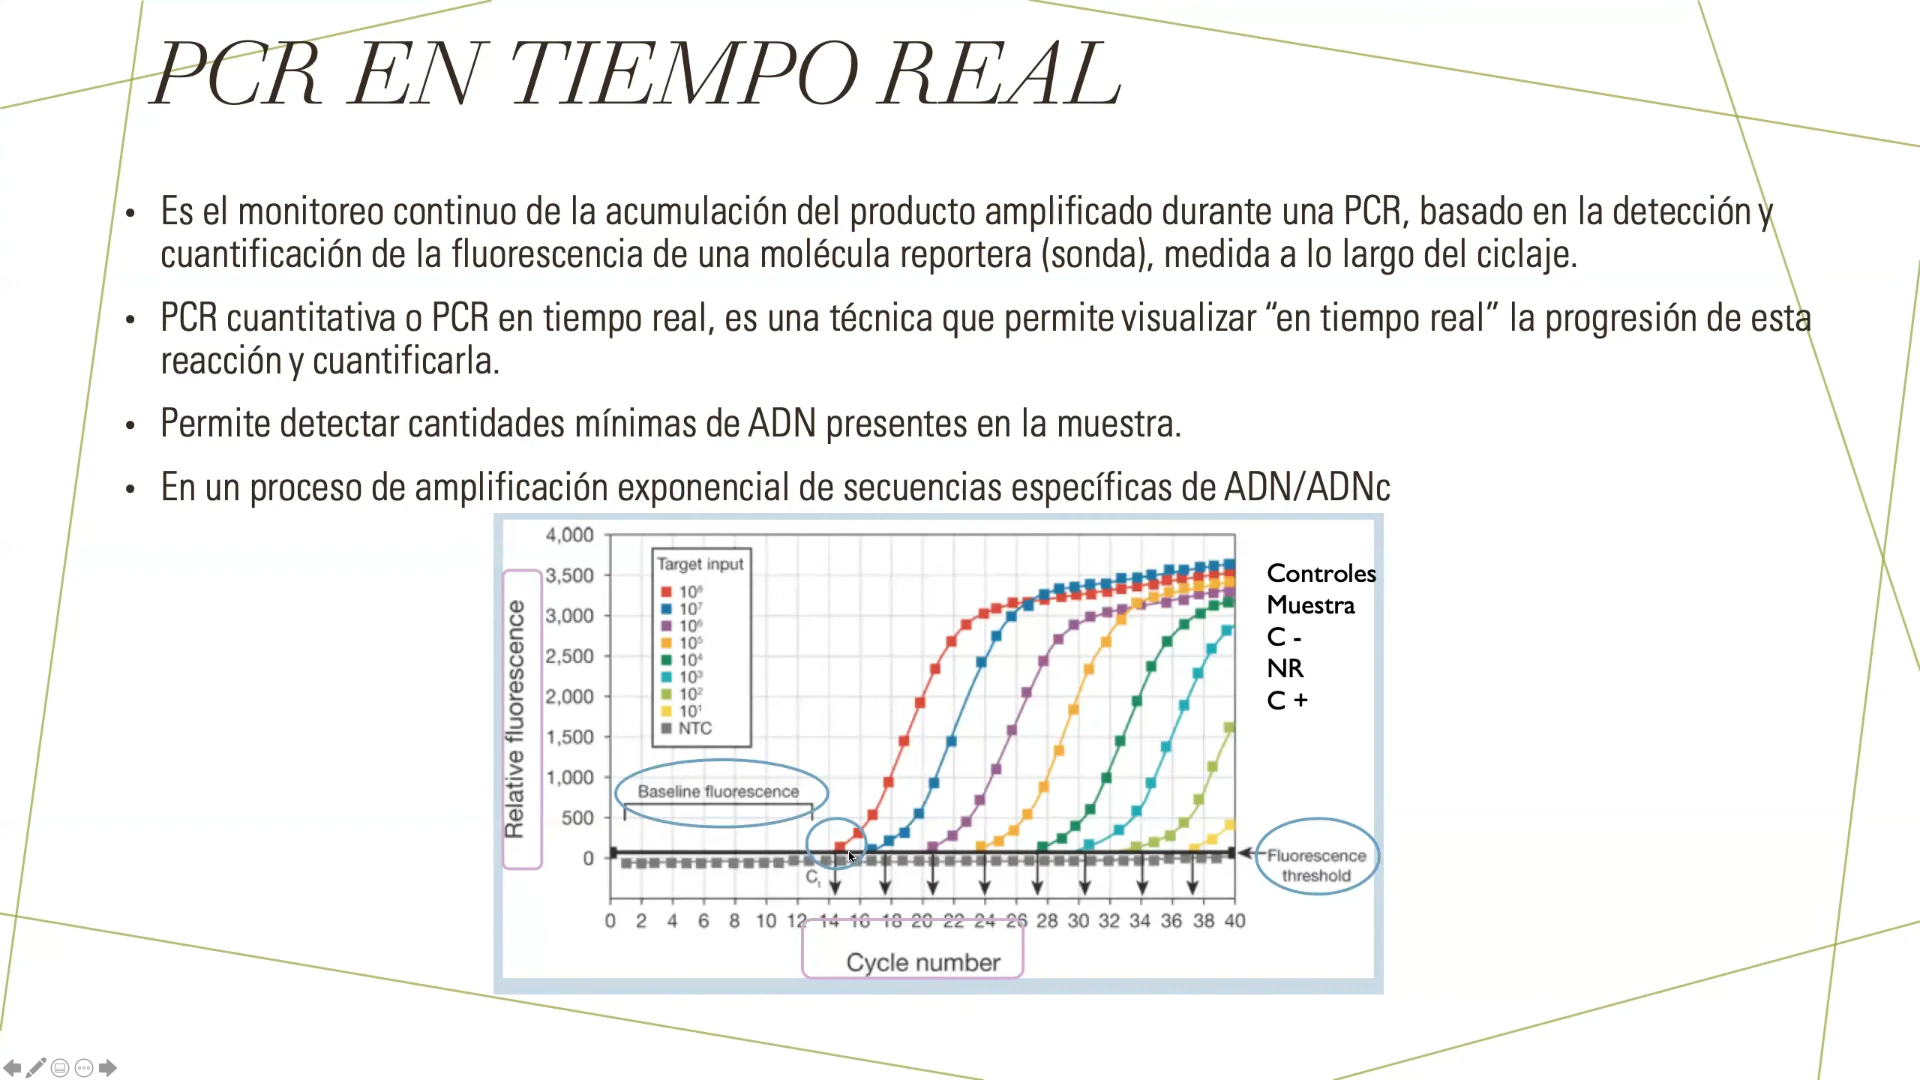 PCR EN TIEMPO REAL
• Es el monitoreo continuo de la acumulación del producto amplificado durante una PCR, basado en la detección y
cuantificación de la fluorescencia de una molécula reportera (sonda), medida a lo largo del ciclaje.
• PCR cuantitativa o PCR en tiempo real, es una técnica que permite visualizar “en tiempo real” la progresión de esta
reacción y cuantificarla.
• Permite detectar cantidades mínimas de ADN presentes en la muestra.
• En un proceso de amplificación exponencial de secuencias específicas de ADN/ADNc
Relative fluorescence
4,000
3,500
3,000
2,500
2,000
1,500
1,000
500
0
Target input
10⁸
10⁷
10⁶
10⁵
10⁴
10³
10²
10¹
NTC
Baseline fluorescence
Cₜ
Controles
Muestra
C -
NR
C +
Fluorescence
threshold
0 2 4 6 8 10 12 14 16 18 20 22 24 26 28 30 32 34 36 38 40
Cycle number